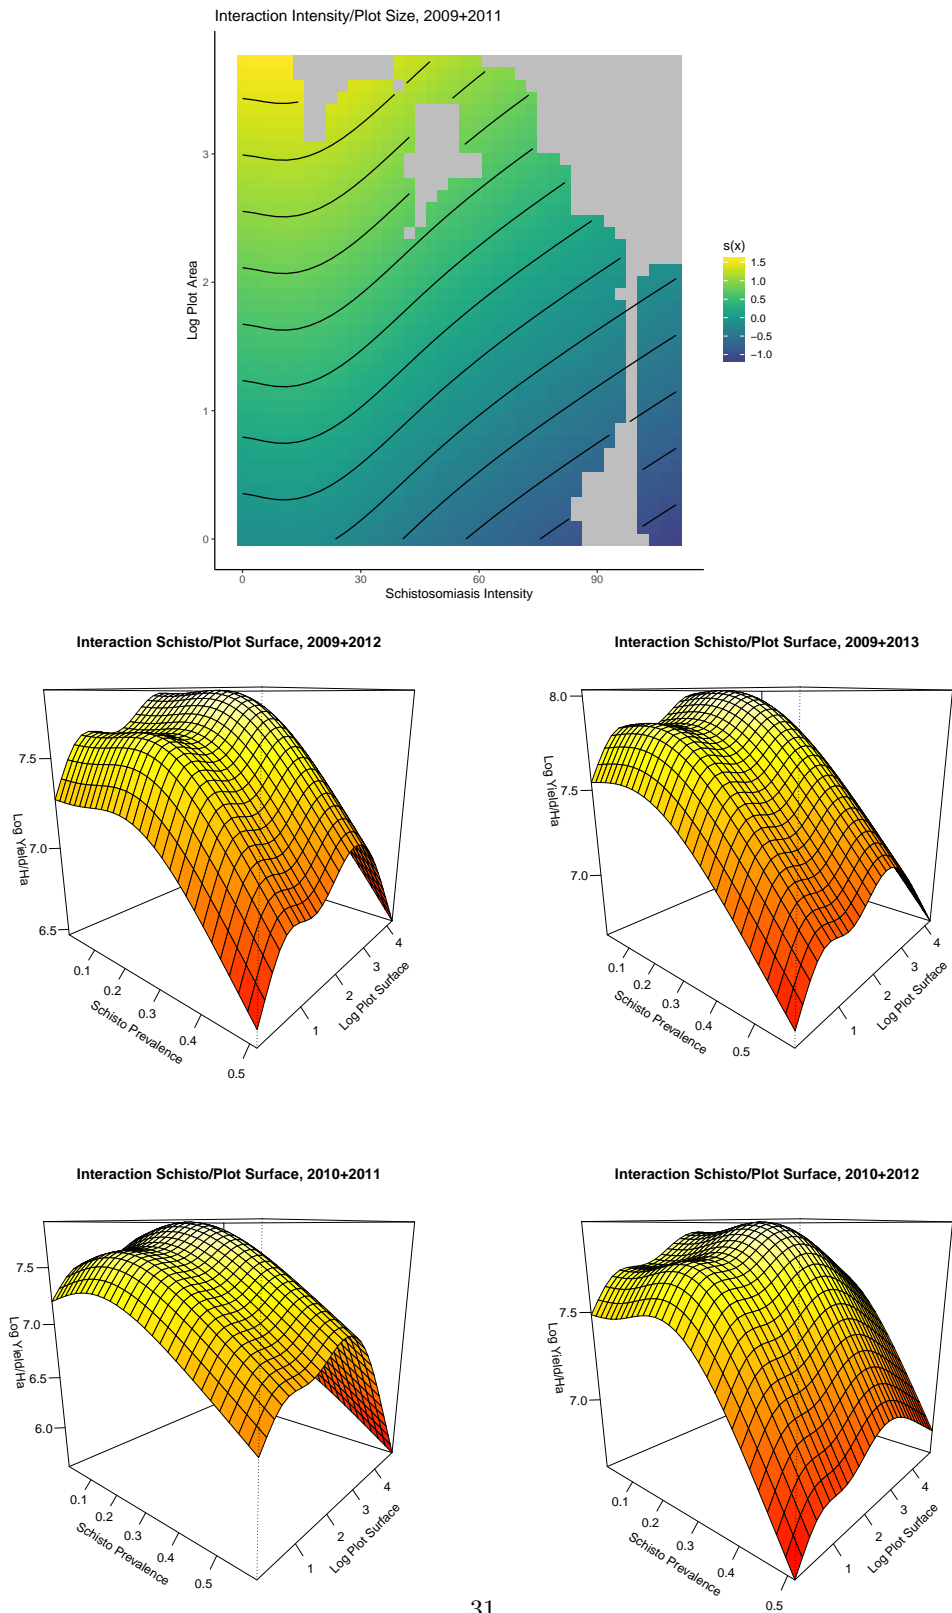 Interaction Intensity/Plot Size, 2009+2011
3
2
1
0
Log Plot Area
0 30 60 90
Schistosomiasis Intensity
s(x)
1.5
1.0
0.5
0.0
−0.5
−1.0
Interaction Schisto/Plot Surface, 2009+2012
7.5
7.0
6.5
Log Yield/Ha
0.1
0.2
0.3
0.4
0.5
Schisto Prevalence
1
2
3
4
Log Plot Surface
Interaction Schisto/Plot Surface, 2009+2013
8.0
7.5
7.0
Log Yield/Ha
0.1
0.2
0.3
0.4
0.5
Schisto Prevalence
1
2
3
4
Log Plot Surface
Interaction Schisto/Plot Surface, 2010+2011
7.5
7.0
6.5
6.0
Log Yield/Ha
0.1
0.2
0.3
0.4
0.5
Schisto Prevalence
1
2
3
4
Log Plot Surface
Interaction Schisto/Plot Surface, 2010+2012
7.5
7.0
Log Yield/Ha
0.1
0.2
0.3
0.4
0.5
Schisto Prevalence
1
2
3
4
Log Plot Surface
31